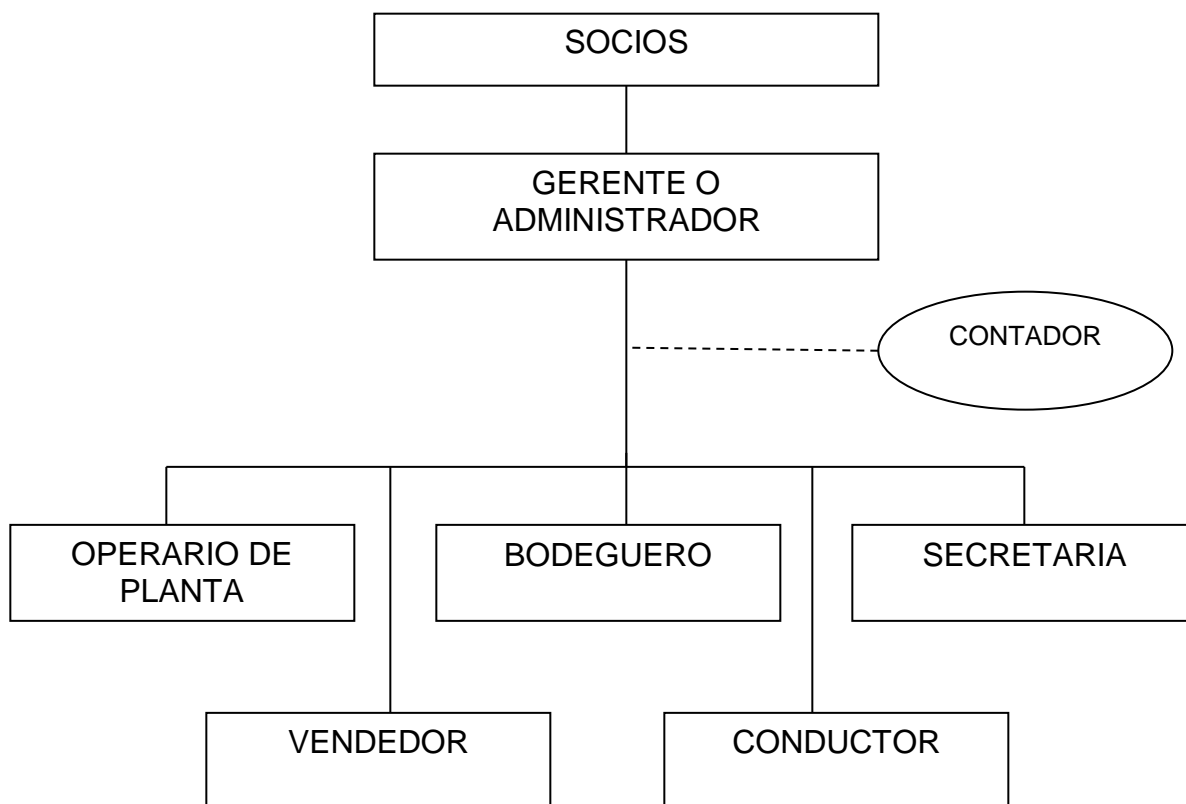 SOCIOS
GERENTE O
ADMINISTRADOR
CONTADOR
OPERARIO DE
PLANTA
BODEGUERO
SECRETARIA
VENDEDOR
CONDUCTOR